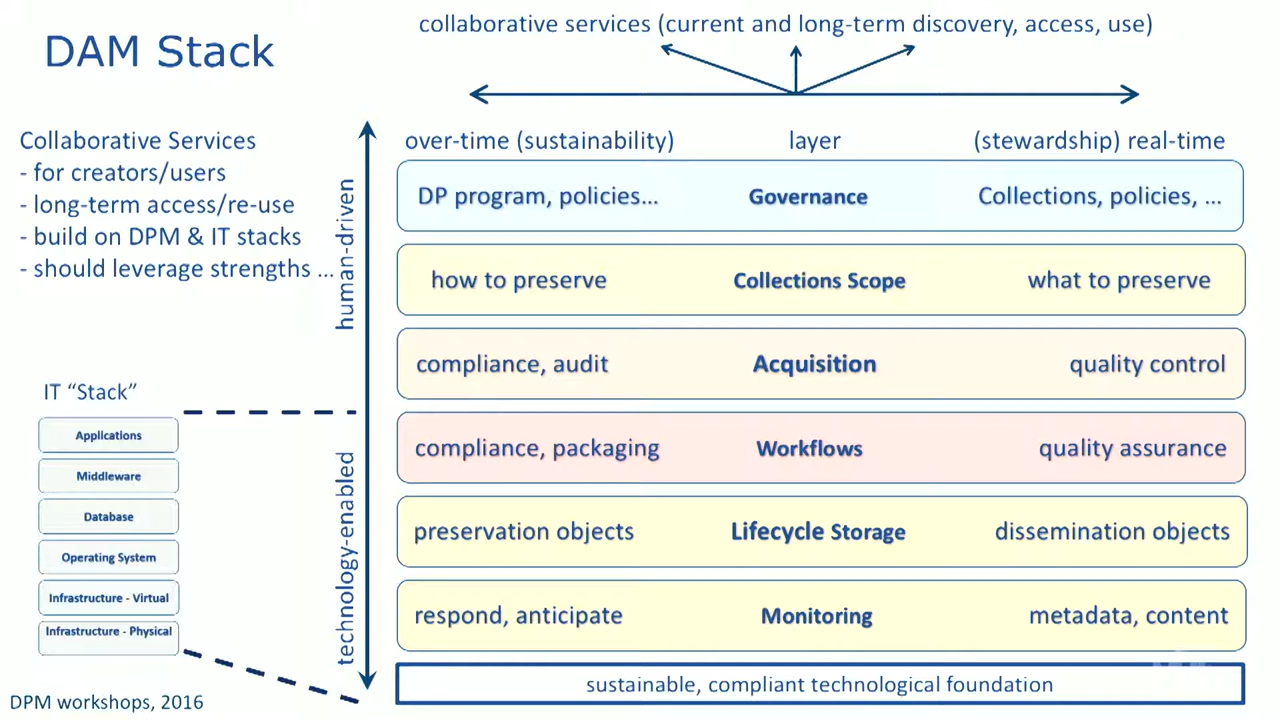 DAM Stack
collaborative services (current and long-term discovery, access, use)
Collaborative Services
- for creators/users
- long-term access/re-use
- build on DPM & IT stacks
- should leverage strengths ...
human-driven
technology-enabled
over-time (sustainability) layer (stewardship) real-time
DP program, policies... Governance Collections, policies, ...
how to preserve Collections Scope what to preserve
compliance, audit Acquisition quality control
compliance, packaging Workflows quality assurance
preservation objects Lifecycle Storage dissemination objects
respond, anticipate Monitoring metadata, content
sustainable, compliant technological foundation
IT “Stack”
Applications
Middleware
Database
Operating System
Infrastructure - Virtual
Infrastructure - Physical
DPM workshops, 2016